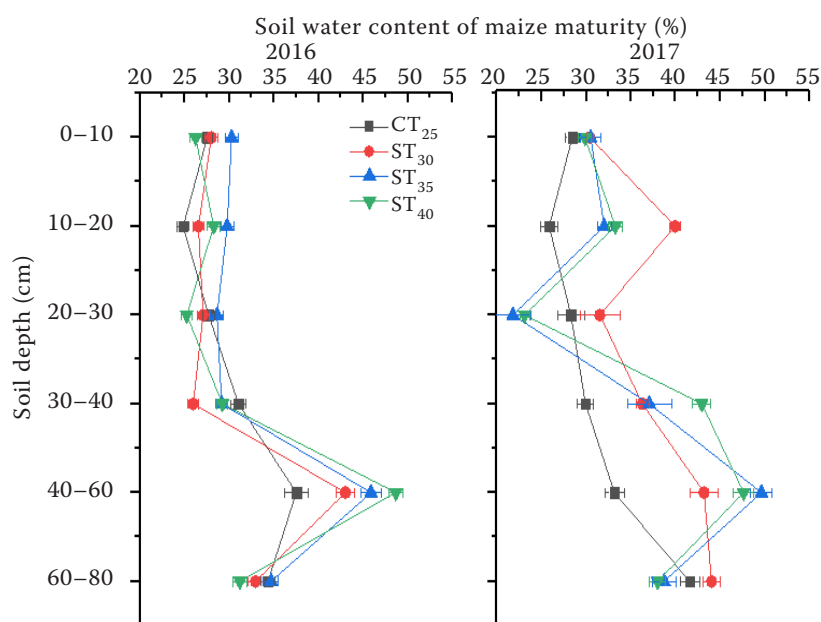 Soil water content of maize maturity (%)
2016 2017
20 25 30 35 40 45 55 20 25 30 35 40 45 50 55
0–10
10–20
20–30
30–40
40–60
60–80
Soil depth (cm)
CT25
ST30
ST35
ST40